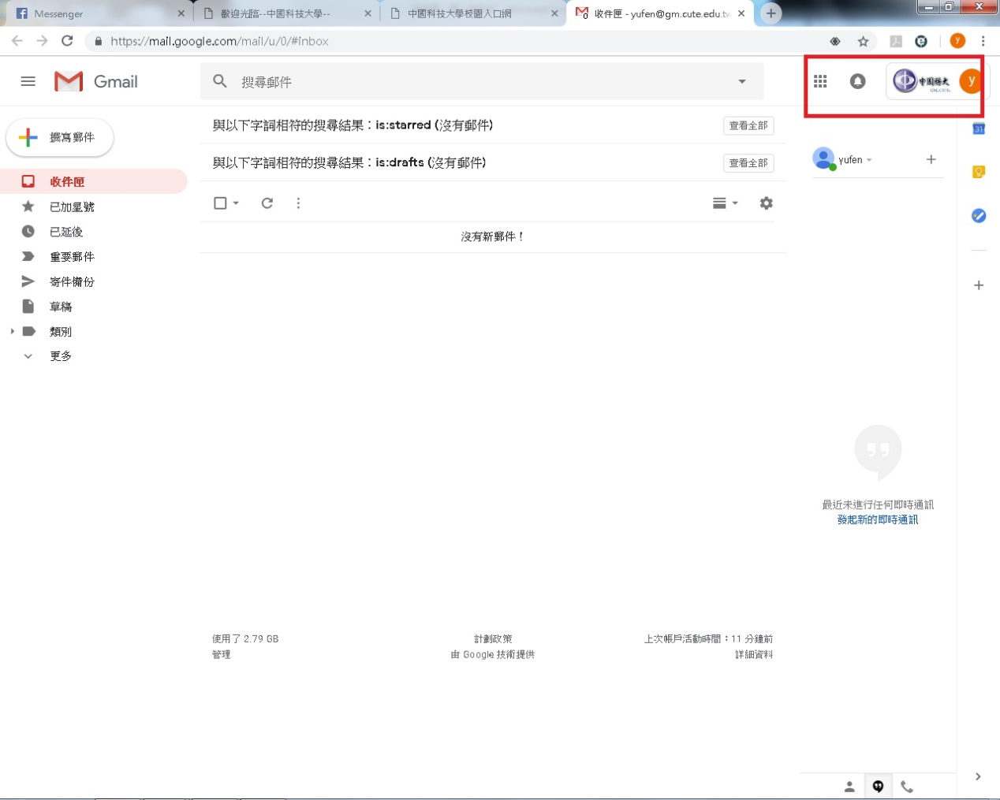 Messenger
歡迎光臨--中國科技大學--
中國科技大學校園入口網
收件匣 - yufen@gm.cute.edu.tw
y
https://mail.google.com/mail/u/0/#inbox
Gmail
搜尋郵件
中國科大
GM.CUTE.
y
撰寫郵件
與以下字詞相符的搜尋結果：is:starred (沒有郵件)
查看全部
31
與以下字詞相符的搜尋結果：is:drafts (沒有郵件)
查看全部
yufen
收件匣
已加星號
已延後
重要郵件
寄件備份
草稿
類別
更多
沒有新郵件！
最近未進行任何即時通訊
發起新的即時通訊
使用了 2.79 GB
管理
計劃政策
由 Google 技術提供
上次帳戶活動時間：11 分鐘前
詳細資料